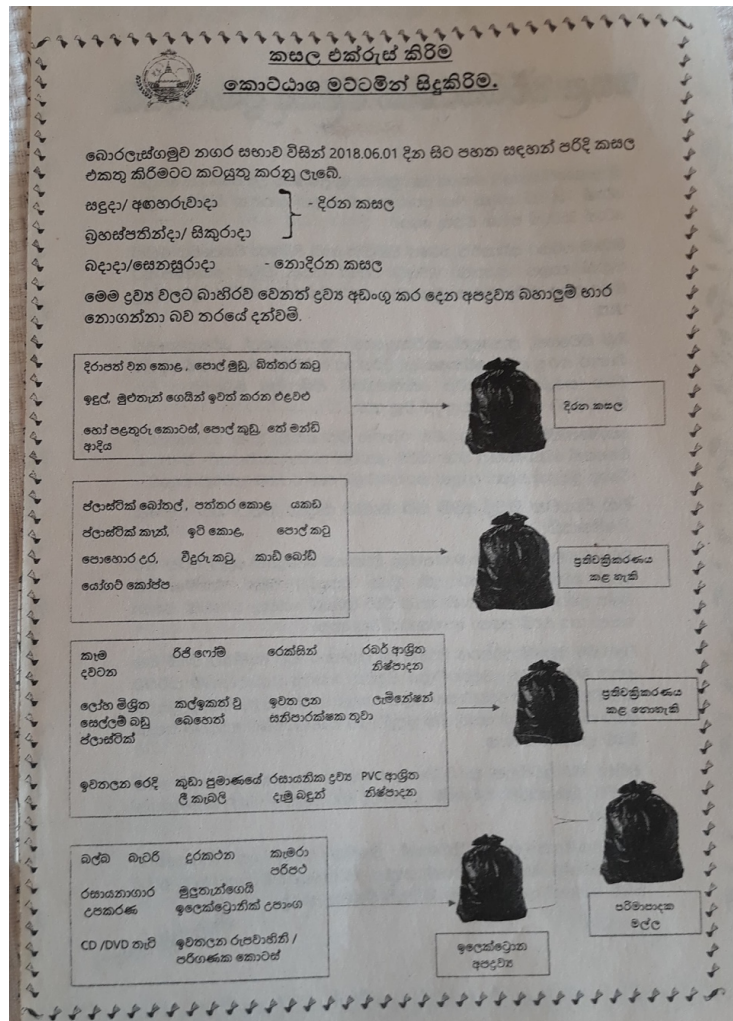 කසල එක්රුස් කිරීම
කොට්ඨාශ මට්ටමින් සිදුකිරීම.
බොරලැස්ගමුව නගර සභාව විසින් 2018.06.01 දින සිට පහත සඳහන් පරිදි කසල
එකතු කිරීමටට කටයුතු කරනු ලැබේ.
සඳුදා/ අඟහරුවාදා - දිරන කසල
බ්‍රහස්පතින්දා/ සිකුරාදා
බදාදා/සෙනසුරාදා - නොදිරන කසල
මෙම ද්‍රව්‍ය වලට බාහිරව වෙනත් ද්‍රව්‍ය අඩංගු කර දෙන අපද්‍රව්‍ය බහාලුම් භාර
නොගන්නා බව තරයේ දන්වමි.
දිරාපත් වන කොළ, පොල් මුඩු, බිත්තර කටු
ඉඳුල්, මුළුතැන් ගෙයින් ඉවත් කරන එළවළු
හෝ පළතුරු කොටස්, පොල් කුඩු, තේ මන්ඩි
ආදිය
දිරන කසල
ප්ලාස්ටික් බෝතල්, පත්තර කොළ යකඩ
ප්ලාස්ටික් කෑන්, ඉටි කොළ, පොල් කටු
පොහොර උර, වීදුරු කටු, කාඩ් බෝඩ්
යෝගට් කෝප්ප
ප්‍රතිචක්‍රිකරණය
කළ හැකි
කෑම රිජි ෆෝම් රෙක්සින් රබර් ආශ්‍රිත
දවටන නිෂ්පාදන
ලෝහ මිශ්‍රිත කල්ඉකත් වු ඉවත ලන ලැමිනේෂන්
සෙල්ලම් බඩු බෙහෙත් සනීපාරක්ෂක තුවා
ප්ලාස්ටික්
ඉවතලන රෙදි කුඩා ප්‍රමාණයේ රසායනික ද්‍රව්‍ය PVC ආශ්‍රිත
ලී කැබලි දැමු බඳුන් නිෂ්පාදන
ප්‍රතිචක්‍රිකරණය
කළ නොහැකි
බල්බ බැටරි දුරකථන කැමරා
පරිපථ
රසායනාගාර මුලුතැන්ගෙයි
උපකරණ ඉලෙක්ට්‍රොනික් උපාංග
CD /DVD තැටි ඉවතලන රුපවාහිනි /
පරිගණක කොටස්
ඉලෙක්ට්‍රොන
අපද්‍රව්‍ය
පරිමාපාදක
මල්ල